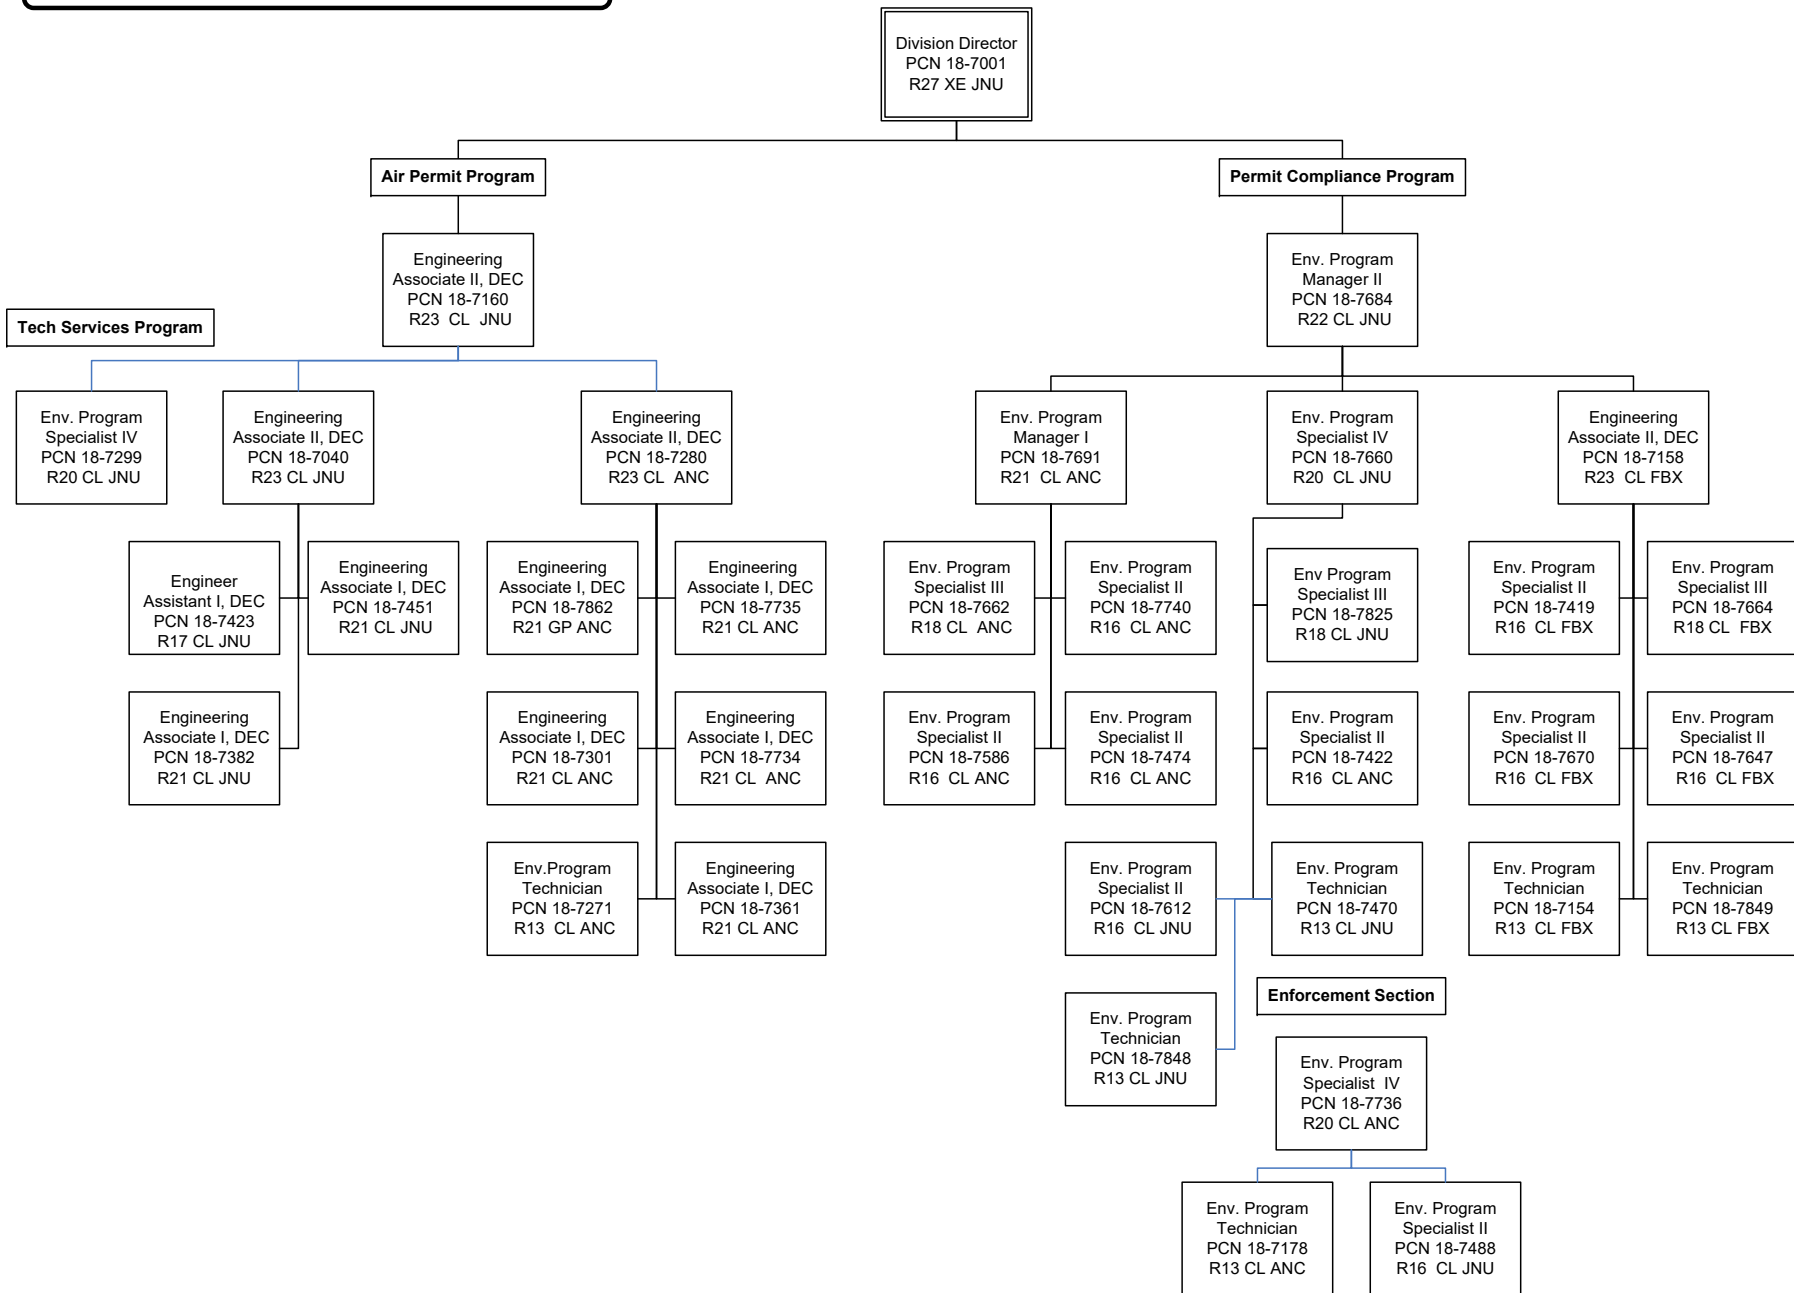 Division Director
PCN 18-7001
R27 XE JNU
Air Permit Program
Permit Compliance Program
Engineering
Associate II, DEC
PCN 18-7160
R23 CL JNU
Env. Program
Manager II
PCN 18-7684
R22 CL JNU
Tech Services Program
Env. Program
Specialist IV
PCN 18-7299
R20 CL JNU
Engineering
Associate II, DEC
PCN 18-7040
R23 CL JNU
Engineering
Associate II, DEC
PCN 18-7280
R23 CL ANC
Env. Program
Manager I
PCN 18-7691
R21 CL ANC
Env. Program
Specialist IV
PCN 18-7660
R20 CL JNU
Engineering
Associate II, DEC
PCN 18-7158
R23 CL FBX
Engineer
Assistant I, DEC
PCN 18-7423
R17 CL JNU
Engineering
Associate I, DEC
PCN 18-7451
R21 CL JNU
Engineering
Associate I, DEC
PCN 18-7862
R21 GP ANC
Engineering
Associate I, DEC
PCN 18-7735
R21 CL ANC
Env. Program
Specialist III
PCN 18-7662
R18 CL ANC
Env. Program
Specialist II
PCN 18-7740
R16 CL ANC
Env Program
Specialist III
PCN 18-7825
R18 CL JNU
Env. Program
Specialist II
PCN 18-7419
R16 CL FBX
Env. Program
Specialist III
PCN 18-7664
R18 CL FBX
Engineering
Associate I, DEC
PCN 18-7382
R21 CL JNU
Engineering
Associate I, DEC
PCN 18-7301
R21 CL ANC
Engineering
Associate I, DEC
PCN 18-7734
R21 CL ANC
Env. Program
Specialist II
PCN 18-7586
R16 CL ANC
Env. Program
Specialist II
PCN 18-7474
R16 CL ANC
Env. Program
Specialist II
PCN 18-7422
R16 CL ANC
Env. Program
Specialist II
PCN 18-7670
R16 CL FBX
Env. Program
Specialist II
PCN 18-7647
R16 CL FBX
Env.Program
Technician
PCN 18-7271
R13 CL ANC
Engineering
Associate I, DEC
PCN 18-7361
R21 CL ANC
Env. Program
Specialist II
PCN 18-7612
R16 CL JNU
Env. Program
Technician
PCN 18-7470
R13 CL JNU
Env. Program
Technician
PCN 18-7154
R13 CL FBX
Env. Program
Technician
PCN 18-7849
R13 CL FBX
Env. Program
Technician
PCN 18-7848
R13 CL JNU
Enforcement Section
Env. Program
Specialist IV
PCN 18-7736
R20 CL ANC
Env. Program
Technician
PCN 18-7178
R13 CL ANC
Env. Program
Specialist II
PCN 18-7488
R16 CL JNU